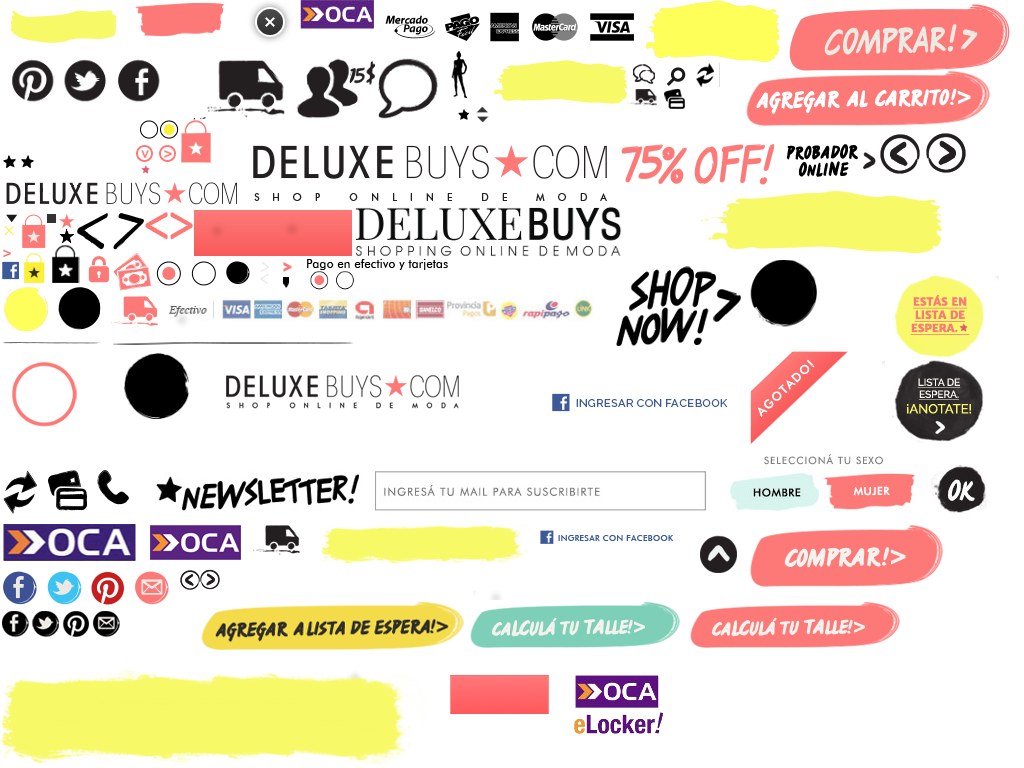 OCA
Mercado
Pago
PAGO
Fácil
AMERICAN
EXPRESS
MasterCard
VISA
COMPRAR!>
15$
AGREGAR AL CARRITO!>
DELUXE BUYS★COM
SHOP ONLINE DE MODA
75% OFF!
PROBADOR
ONLINE >
DELUXE BUYS★COM
DELUXEBUYS
SHOPPING ONLINE DE MODA
Pago en efectivo y tarjetas
Efectivo
VISA
MasterCard
BANELCO
Provincia
Pagos
rapipago
LINK
SHOP
NOW! >
ESTÁS EN
LISTA DE
ESPERA.★
DELUXE BUYS★COM
SHOP ONLINE DE MODA
INGRESAR CON FACEBOOK
AGOTADO!
LISTA DE
ESPERA.
¡ANOTATE!
>
SELECCIONÁ TU SEXO
★NEWSLETTER!
INGRESÁ TU MAIL PARA SUSCRIBIRTE
HOMBRE
MUJER
OK
OCA
OCA
INGRESAR CON FACEBOOK
COMPRAR!>
AGREGAR A LISTA DE ESPERA!>
CALCULÁ TU TALLE!>
CALCULÁ TU TALLE!>
OCA
eLocker!